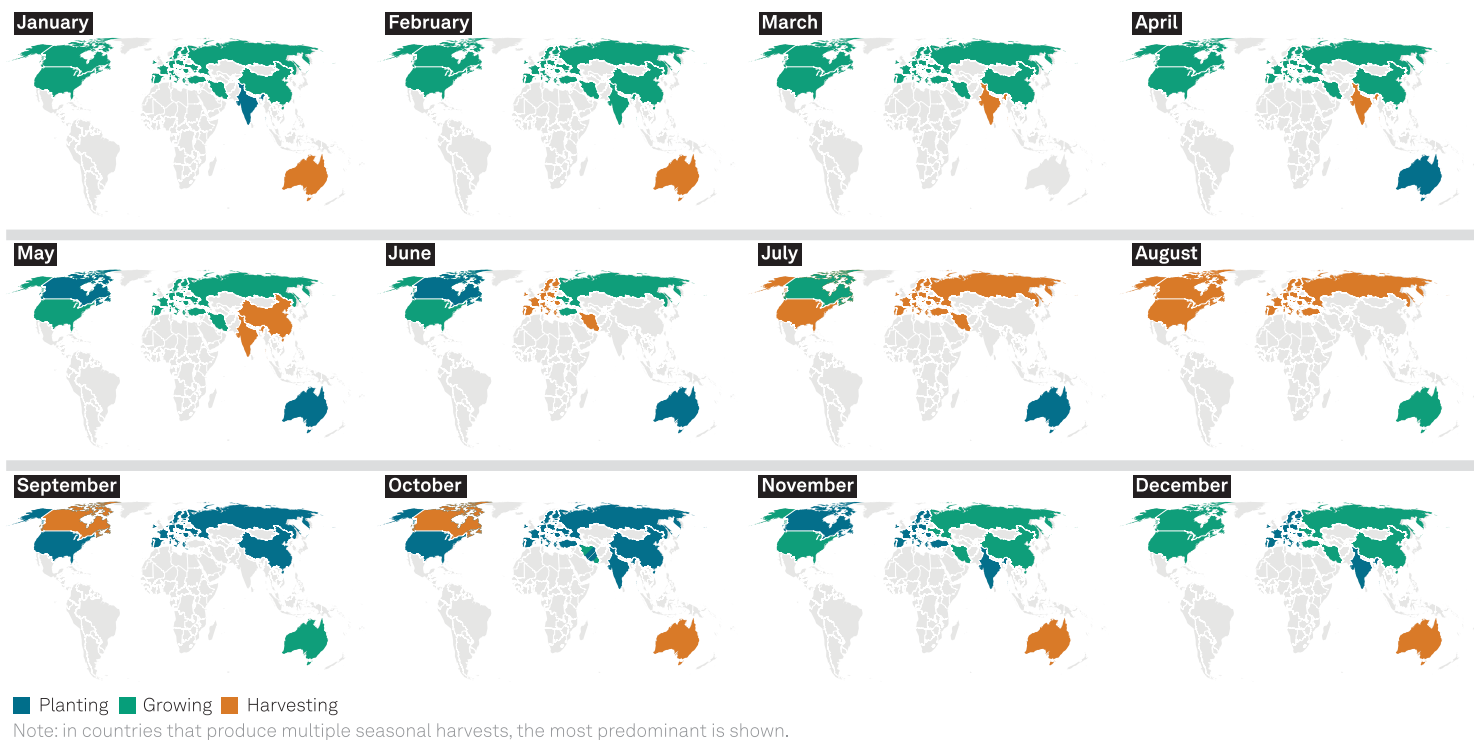 January
February
March
April
May
June
July
August
September
October
November
December
Planting
Growing
Harvesting
Note: in countries that produce multiple seasonal harvests, the most predominant is shown.